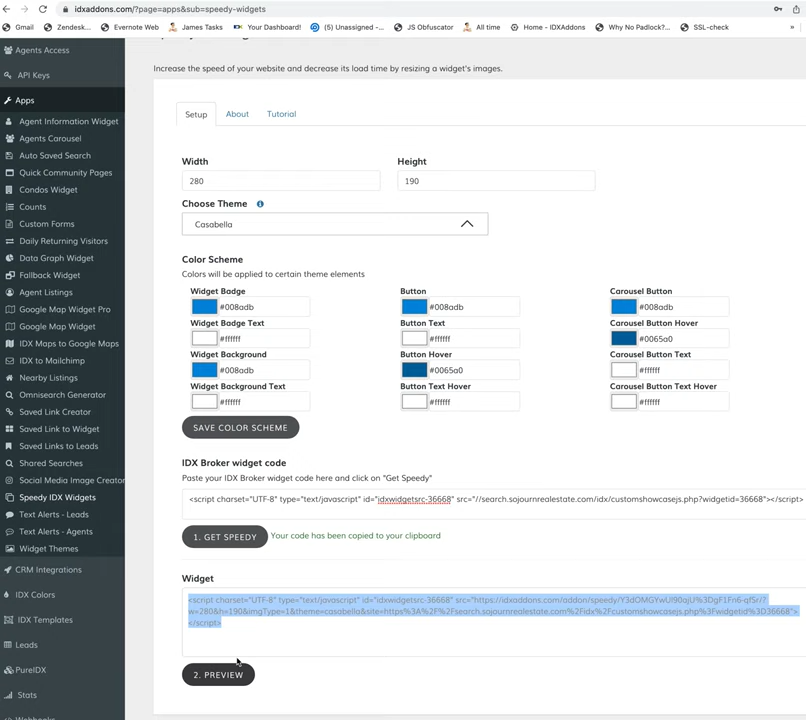 idxaddons.com/?page=apps&sub=speedy-widgets
Gmail
Zendesk...
Evernote Web
James Tasks
Your Dashboard!
(5) Unassigned -...
JS Obfuscator
All time
Home - IDXAddons
Why No Padlock?...
SSL-check
»
Agents Access
API Keys
Apps
Agent Information Widget
Agents Carousel
Auto Saved Search
Quick Community Pages
Condos Widget
Counts
Custom Forms
Daily Returning Visitors
Data Graph Widget
Fallback Widget
Agent Listings
Google Map Widget Pro
Google Map Widget
IDX Maps to Google Maps
IDX to Mailchimp
Nearby Listings
Omnisearch Generator
Saved Link Creator
Saved Link to Widget
Saved Links to Leads
Shared Searches
Social Media Image Creator
Speedy IDX Widgets
Text Alerts - Leads
Text Alerts - Agents
Widget Themes
CRM Integrations
IDX Colors
IDX Templates
Leads
PureIDX
Stats
Increase the speed of your website and decrease its load time by resizing a widget's images.
Setup About Tutorial
Width Height
280 190
Choose Theme
Casabella
Color Scheme
Colors will be applied to certain theme elements
Widget Badge Button Carousel Button
#008adb #008adb #008adb
Widget Badge Text Button Text Carousel Button Hover
#ffffff #ffffff #0065a0
Widget Background Button Hover Carousel Button Text
#008adb #0065a0 #ffffff
Widget Background Text Button Text Hover Carousel Button Text Hover
#ffffff #ffffff #ffffff
SAVE COLOR SCHEME
IDX Broker widget code
Paste your IDX Broker widget code here and click on "Get Speedy"
<script charset="UTF-8" type="text/javascript" id="idxwidgetsrc-36668" src="//search.sojournrealestate.com/idx/customshowcasejs.php?widgetid=36668"></script>
1. GET SPEEDY Your code has been copied to your clipboard
Widget
<script charset="UTF-8" type="text/javascript" id="idxwidgetsrc-36668" src="https://idxaddons.com/addon/speedy/
w=280&h=190&imgType=1&theme=casabella&site=https%3A%2F%2Fsearch.sojournrealestate.com%2Fidx%2Fcustomshowcasejs.php%3Fwidgetid%3D36668">
</script>
2. PREVIEW